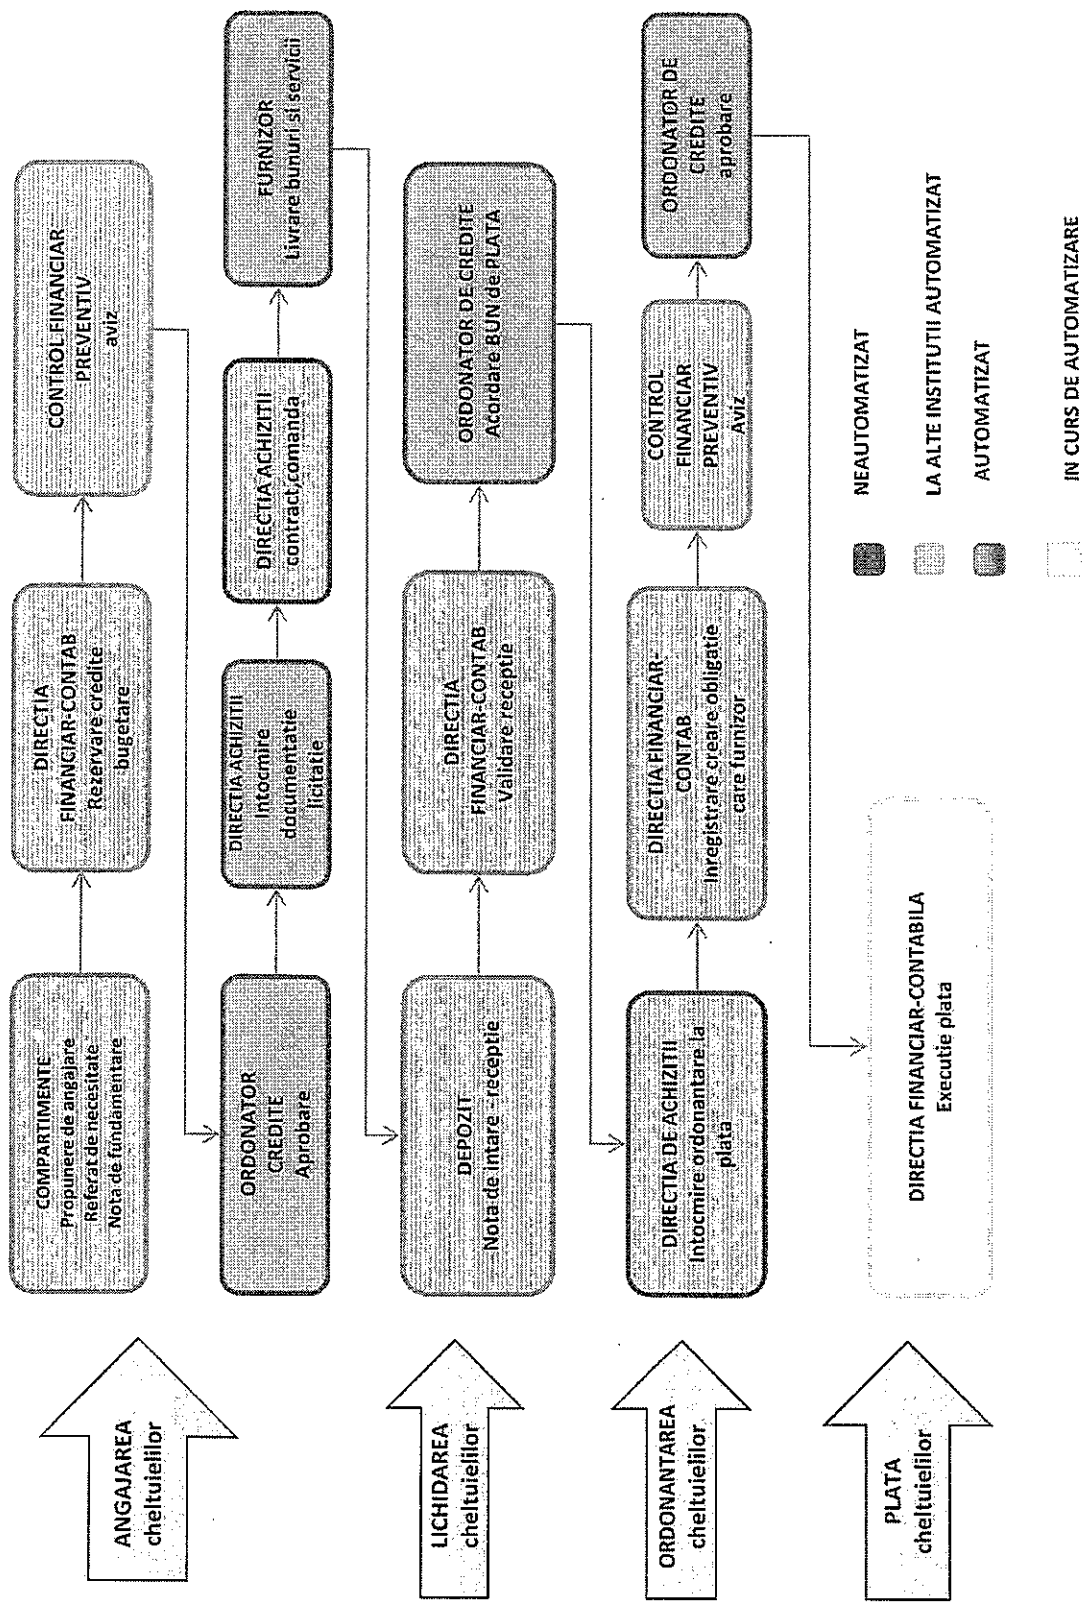 ANGAJAREA
cheltuielilor
COMPARTIMENTE
Propunere de angajare
Referat de necesitate
Nota de fundamentare
DIRECTIA
FINANCIAR-CONTAB
Rezervare credite
bugetare
CONTROL FINANCIAR
PREVENTIV
aviz
ORDONATOR
CREDITE
Aprobare
DIRECTIA AGHIZITII
Intocmire
documentatie
licitatie
DIRECTIA ACHIZITII
contract,comanda
FURNIZOR
Livrare bunuri si servicii
LICHIDAREA
cheltuielilor
DEPOZIT
Nota de intare - receptie
DIRECTIA
FINANCIAR-CONTAB
Validare receptie
ORDONATOR DE CREDITE
Acordare BUN de PLATA
ORDONANTAREA
cheltuielilor
DIRECTIA DE ACHIZITII
Intocmire ordonantare la
plata
DIRECTIA FINANCIAR-
CONTAB
Inregistrare creare obligatie
care furnizor
CONTROL
FINANCIAR
PREVENTIV
Aviz
ORDONATOR DE
CREDITE
aprobare
PLATA
cheltuielilor
DIRECTIA FINANCIAR-CONTABILA
Executie plata
NEAUTOMATIZAT
LA ALTE INSTITUTII AUTOMATIZAT
AUTOMATIZAT
IN CURS DE AUTOMATIZARE